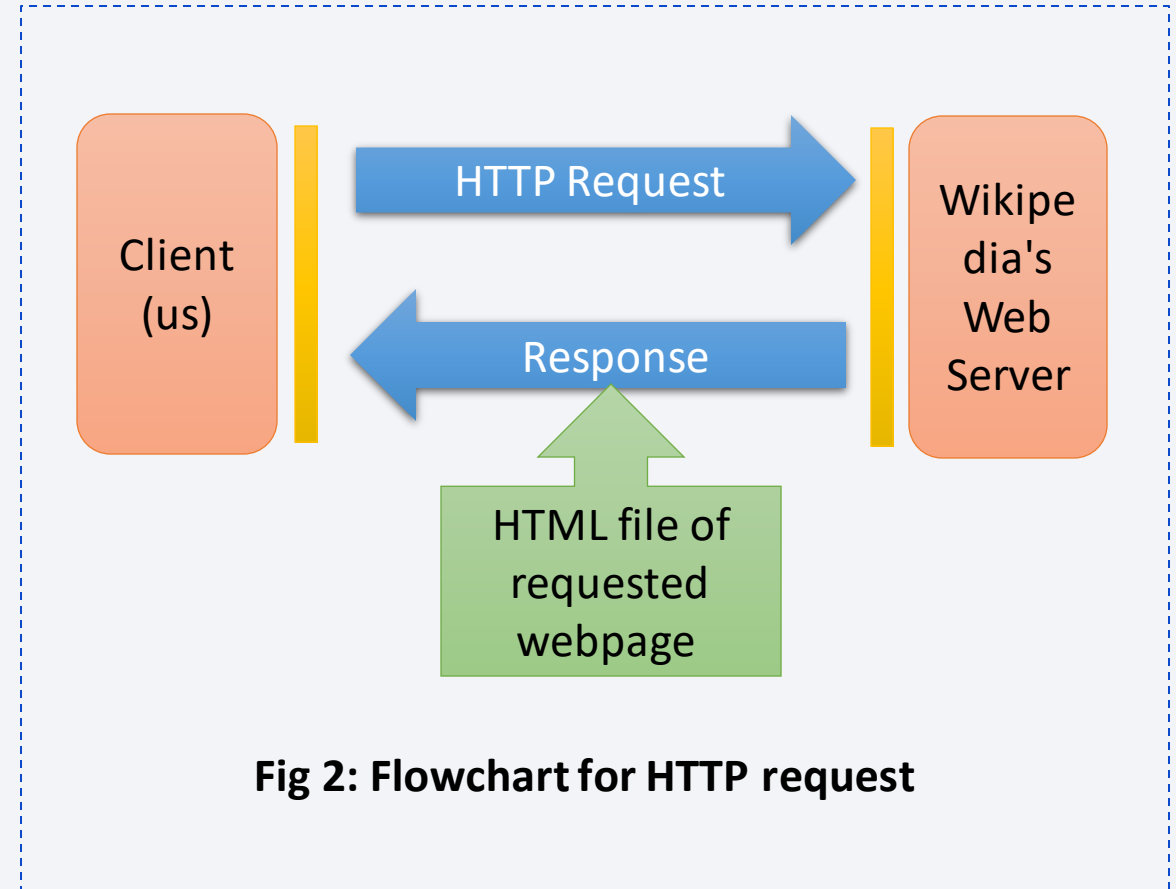 Client
(us)
HTTP Request
Response
Wikipe
dia's
Web
Server
HTML file of
requested
webpage
Fig 2: Flowchart for HTTP request